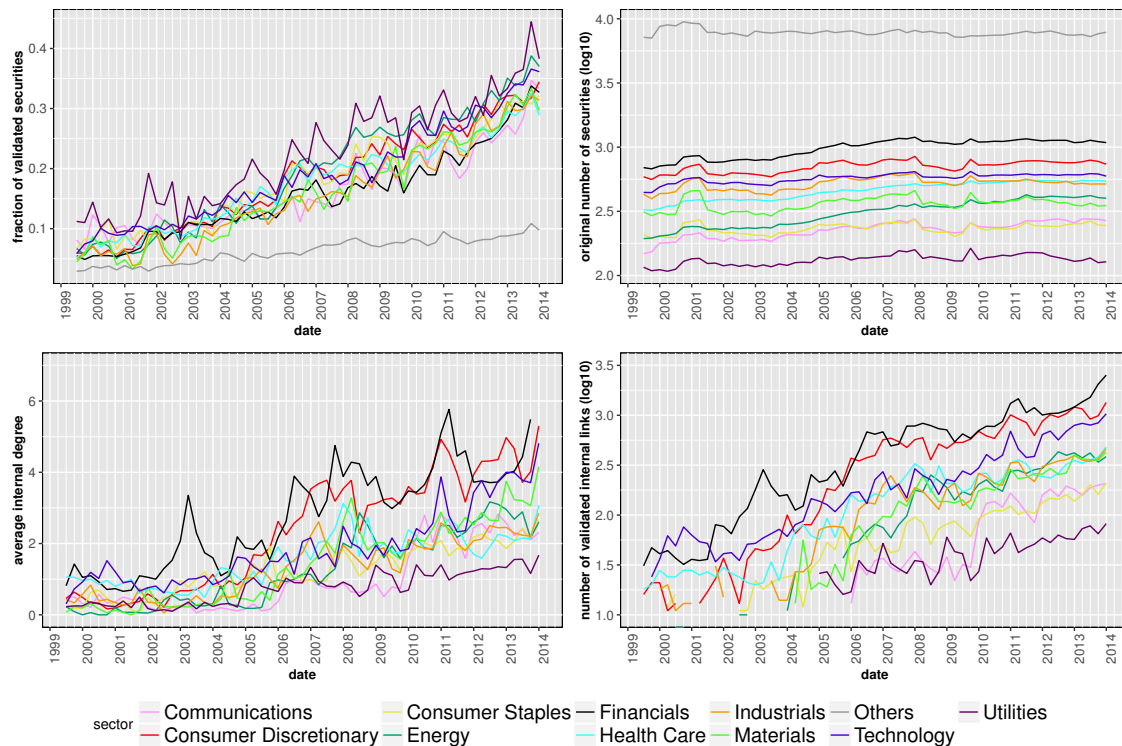 fraction of validated securities
0.4
0.3
0.2
0.1
1999 2000 2001 2002 2003 2004 2005 2006 2007 2008 2009 2010 2011 2012 2013 2014
date
original number of securities (log10)
4.0
3.5
3.0
2.5
2.0
1999 2000 2001 2002 2003 2004 2005 2006 2007 2008 2009 2010 2011 2012 2013 2014
date
average internal degree
6
4
2
0
1999 2000 2001 2002 2003 2004 2005 2006 2007 2008 2009 2010 2011 2012 2013 2014
date
number of validated internal links (log10)
3.5
3.0
2.5
2.0
1.5
1.0
1999 2000 2001 2002 2003 2004 2005 2006 2007 2008 2009 2010 2011 2012 2013 2014
date
sector
Communications Consumer Staples Financials Industrials Others Utilities
Consumer Discretionary Energy Health Care Materials Technology